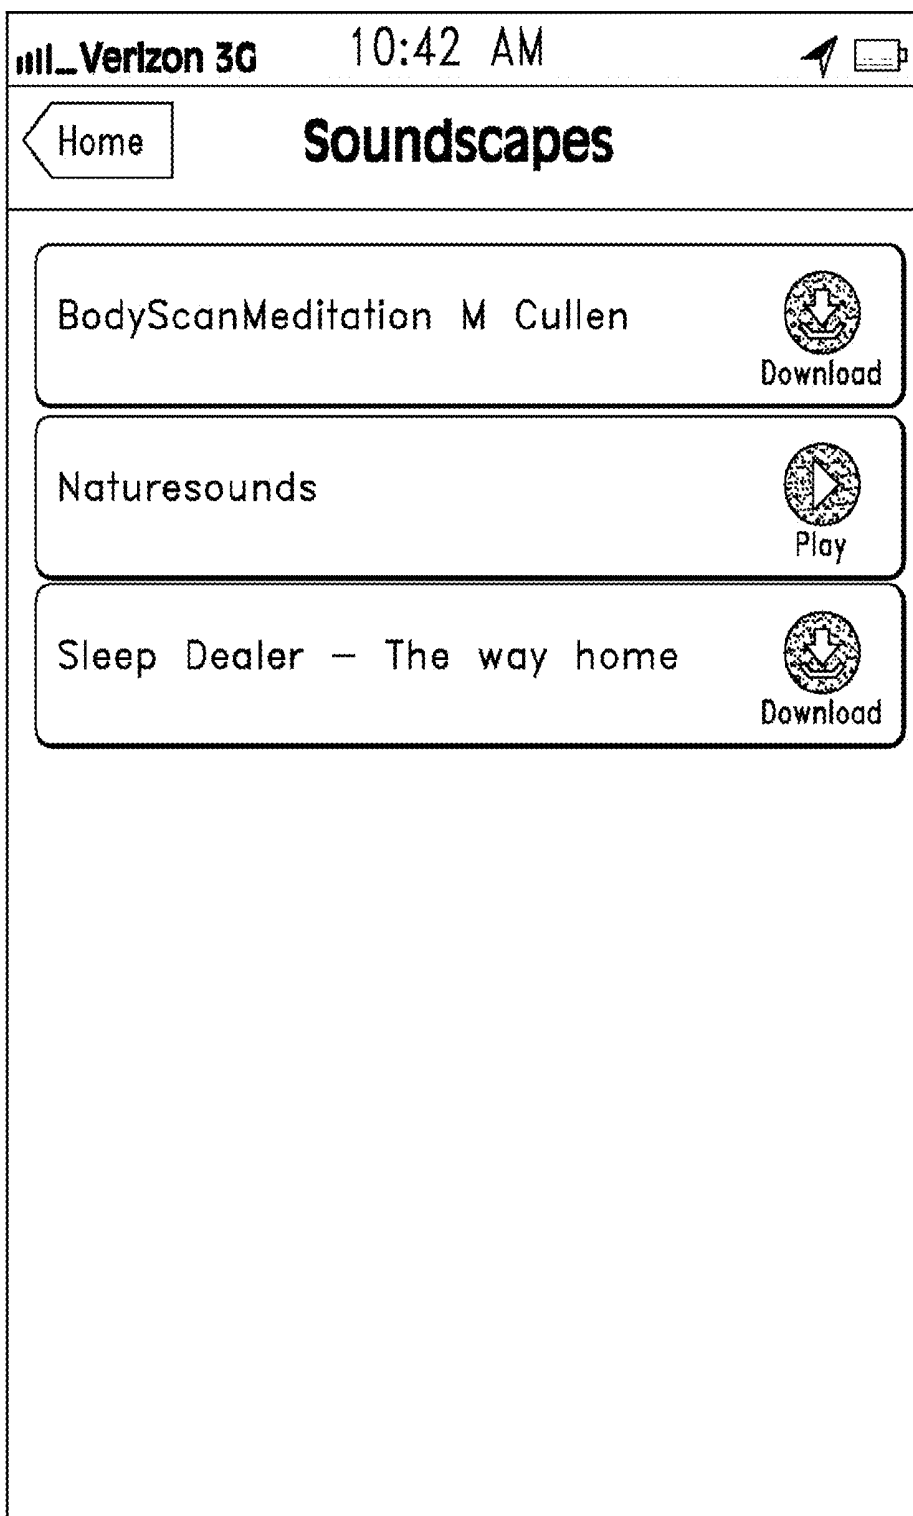 Verizon 3G 10:42 AM
Home Soundscapes
BodyScanMeditation M Cullen
Download
Naturesounds
Play
Sleep Dealer – The way home
Download